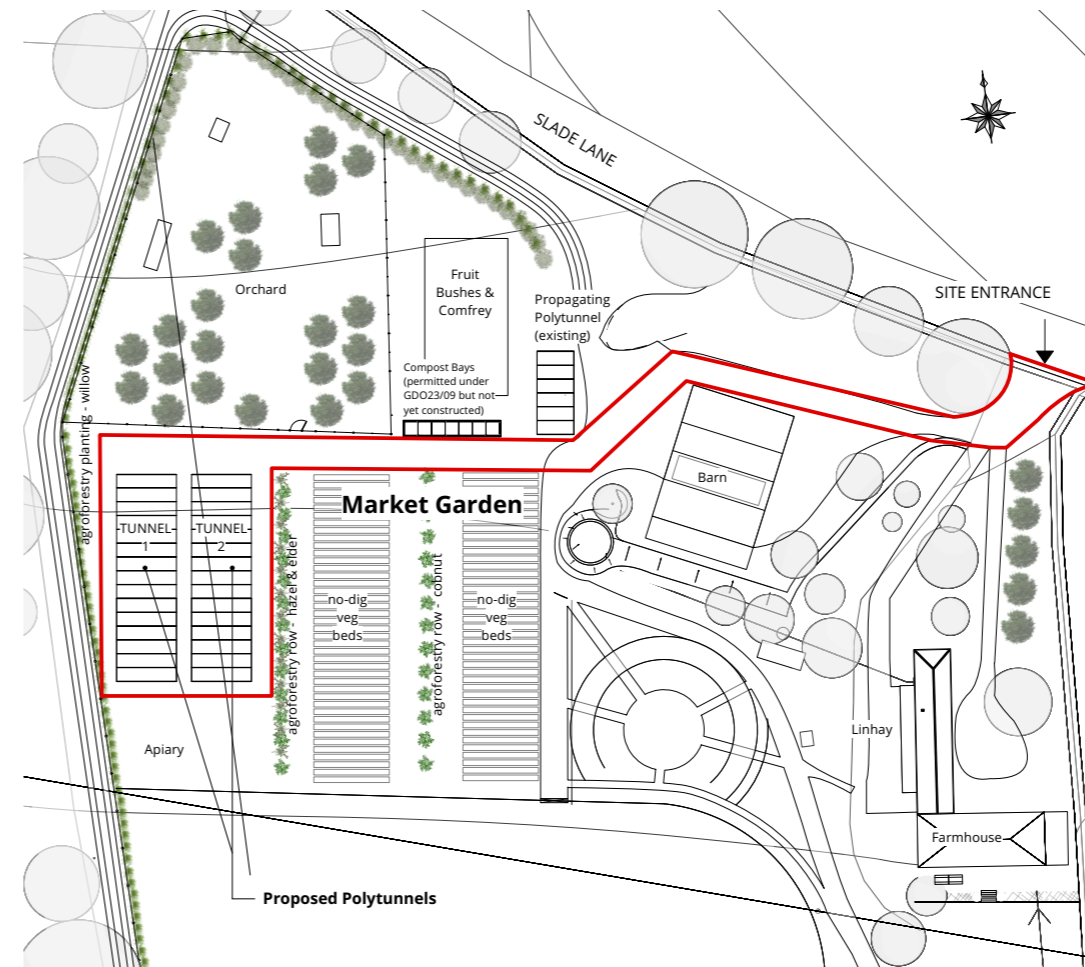 SLADE LANE
SITE ENTRANCE
Fruit
Bushes &
Comfrey
Orchard
Propagating
Polytunnel
(existing)
Compost Bays
(permitted under
GDO23/09 but not
yet constructed)
agroforestry planting - willow
Market Garden
Barn
TUNNEL
1
TUNNEL
2
agroforestry row - hazel & elder
no-dig
veg
beds
agroforestry row - cobnut
no-dig
veg
beds
Apiary
Linhay
Farmhouse
Proposed Polytunnels